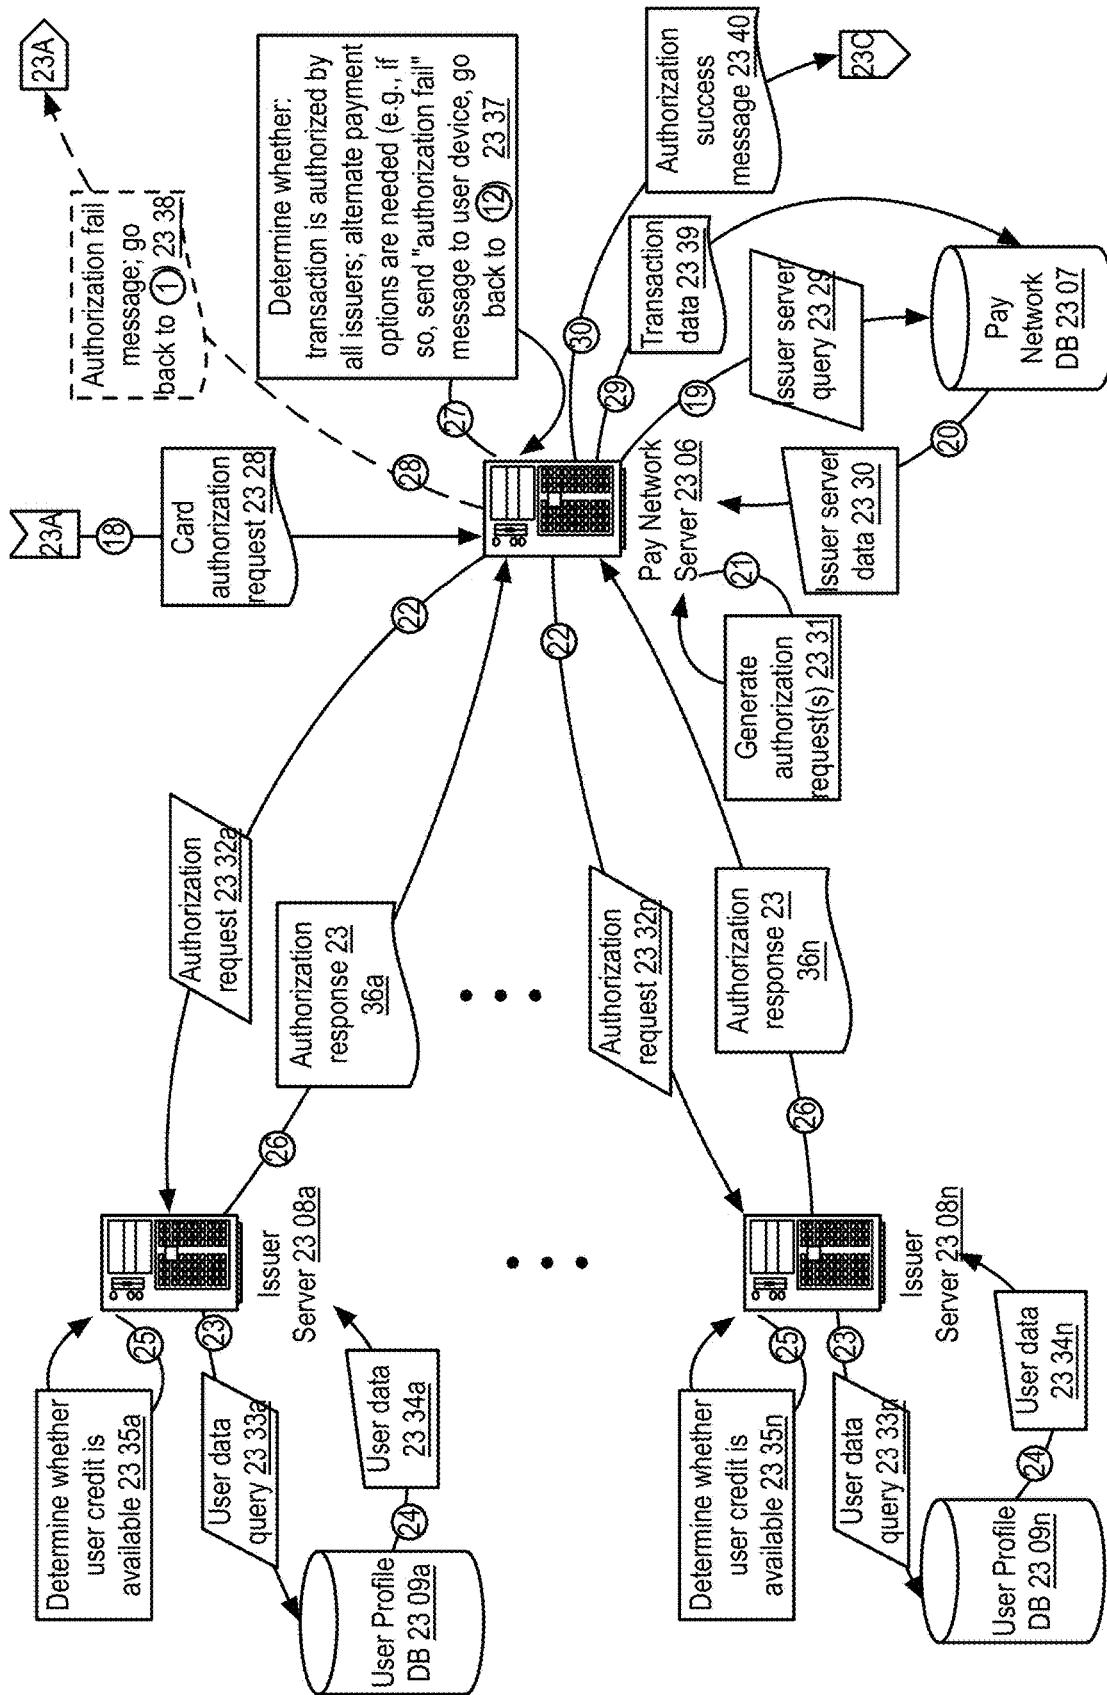 23A
18
Card
authorization
request 23 28
Authorization fail
message; go
back to 1 23 38
23A
28
27
Determine whether:
transaction is authorized by
all issuers; alternate payment
options are needed (e.g., if
so, send "authorization fail"
message to user device, go
back to 12 23 37
30
Authorization
success
message 23 40
23C
29
Transaction
data 23 39
19
Issuer server
query 23 29
Pay
Network
DB 23 07
20
Issuer server
data 23 30
Pay Network
Server 23 06
21
Generate
authorization
request(s) 23 31
22
Authorization
request 23 32a
Authorization
response 23
36a
26
22
Authorization
request 23 32n
Authorization
response 23
36n
26
Issuer
Server 23 08a
25
Determine whether
user credit is
available 23 35a
23
User data
query 23 33a
User data
23 34a
24
User Profile
DB 23 09a
Issuer
Server 23 08n
25
Determine whether
user credit is
available 23 35n
23
User data
query 23 33n
User data
23 34n
24
User Profile
DB 23 09n